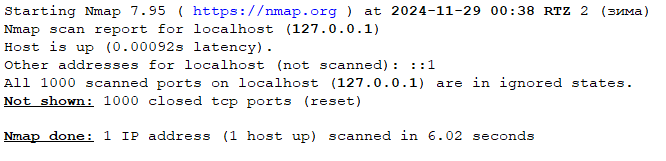 Starting Nmap 7.95 ( https://nmap.org ) at 2024-11-29 00:38 RTZ 2 (зима)
Nmap scan report for localhost (127.0.0.1)
Host is up (0.00092s latency).
Other addresses for localhost (not scanned): ::1
All 1000 scanned ports on localhost (127.0.0.1) are in ignored states.
Not shown: 1000 closed tcp ports (reset)
Nmap done: 1 IP address (1 host up) scanned in 6.02 seconds